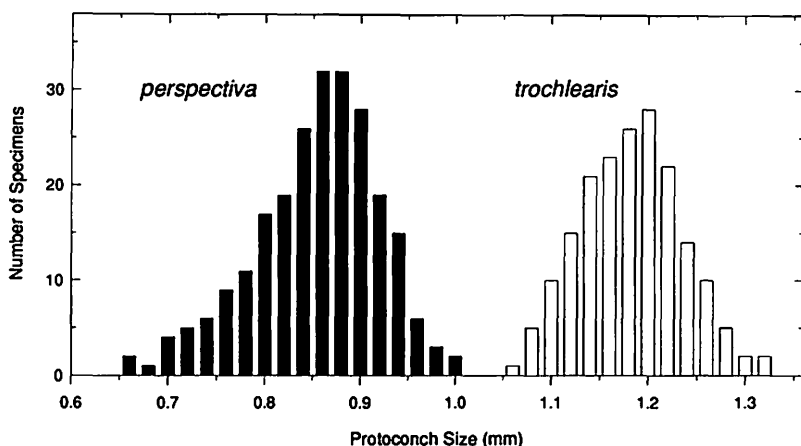 perspectiva
trochlearis
Number of Specimens
30
20
10
0
0.6 0.7 0.8 0.9 1.0 1.1 1.2 1.3
Protoconch Size (mm)